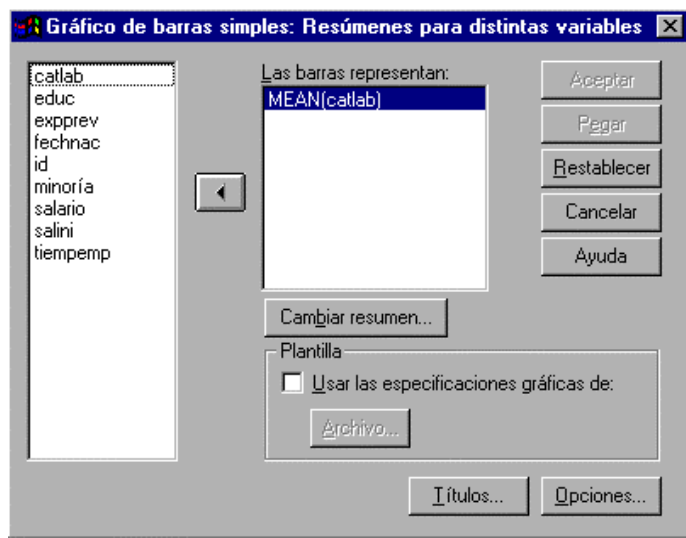 Gráfico de barras simples: Resúmenes para distintas variables
catlab
educ
expprev
fechnac
id
minoría
salario
salini
tiempemp
Las barras representan:
MEAN(catlab)
Cambiar resumen...
Plantilla
Usar las especificaciones gráficas de:
Archivo...
Aceptar
Pegar
Restablecer
Cancelar
Ayuda
Títulos...
Opciones...